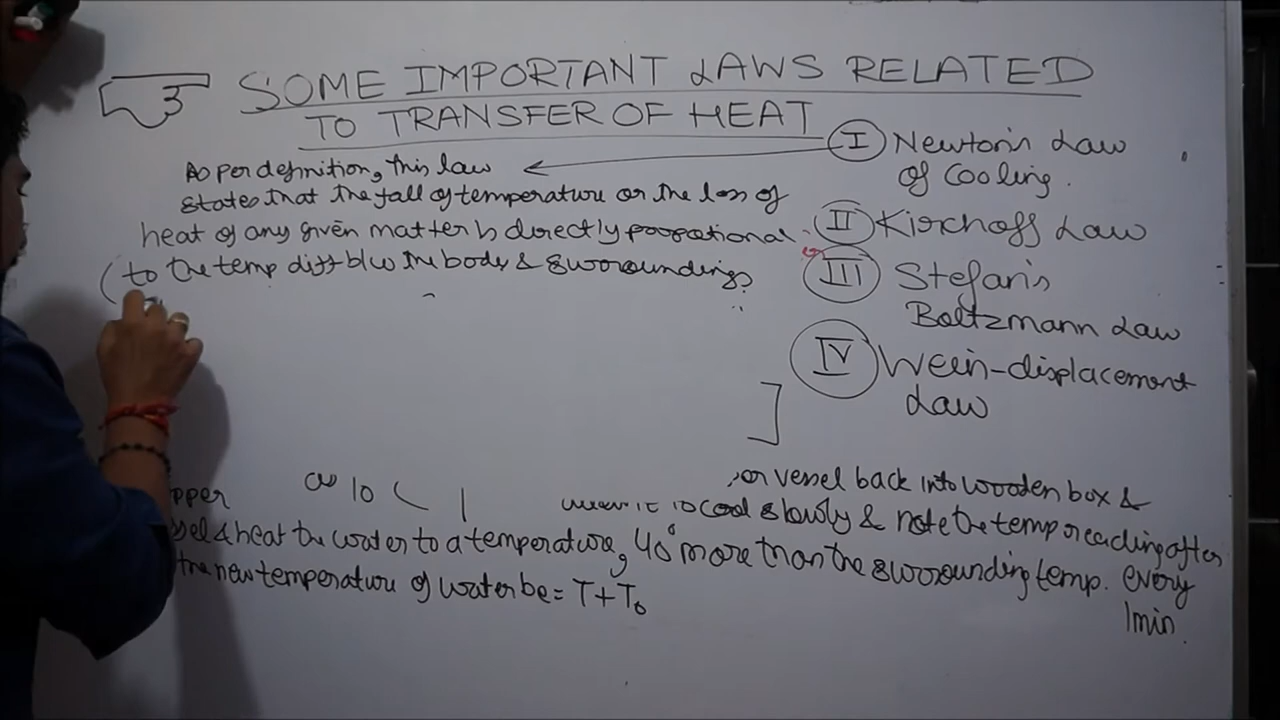 SOME IMPORTANT LAWS RELATED
TO TRANSFER OF HEAT
I Newton's Law
of Cooling.
II Kirchoff Law
III Stefan's
Boltzmann Law
IV Wein-displacement
Law
As per definition, this law
states that the fall of temperature or the loss of
heat of any given matter is directly
to the temp diff b/w the body & surroundings
or vessel back into wooden box &
cool slowly & note the temp reading after
every
1min.
pper
& heat the water to a temperature, 40° more than the surrounding temp.
the new temperature of water be = T+T₀